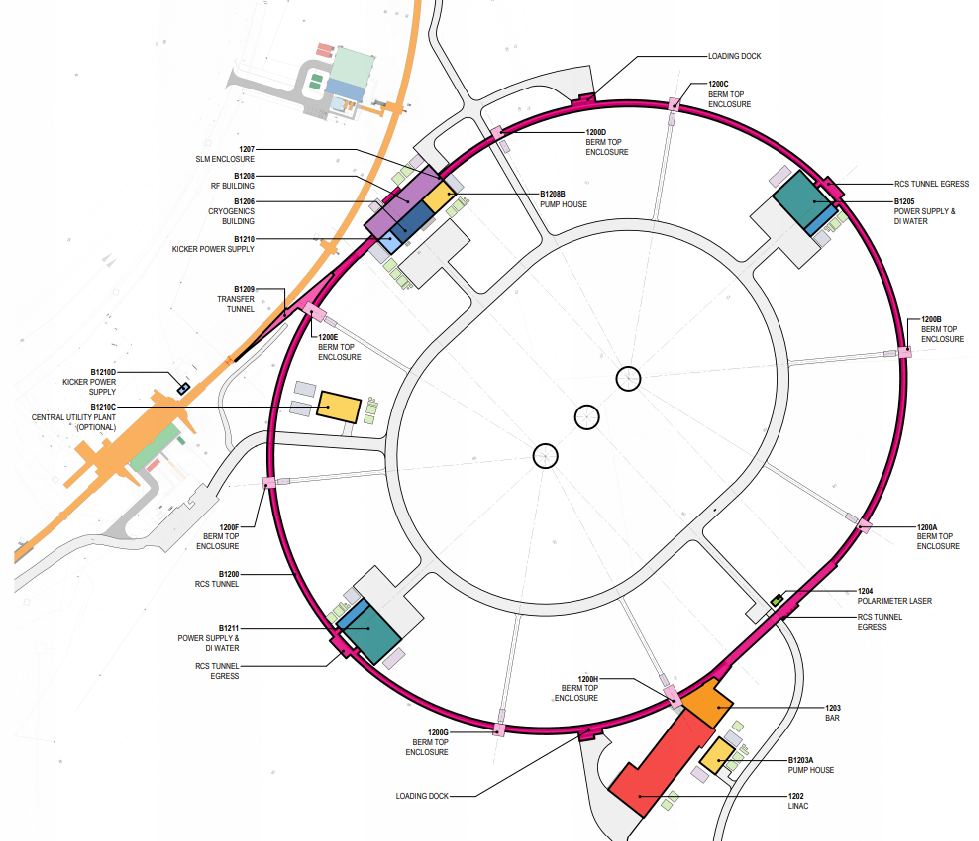 LOADING DOCK
1200C
BERM TOP
ENCLOSURE
1200D
BERM TOP
ENCLOSURE
1207
SLM ENCLOSURE
B1208
RF BUILDING
B1206
CRYOGENICS
BUILDING
B1210
KICKER POWER SUPPLY
B1208B
PUMP HOUSE
RCS TUNNEL EGRESS
B1205
POWER SUPPLY &
DI WATER
B1209
TRANSFER
TUNNEL
1200E
BERM TOP
ENCLOSURE
1200B
BERM TOP
ENCLOSURE
B1210D
KICKER POWER
SUPPLY
B1210C
CENTRAL UTILITY PLANT
(OPTIONAL)
1200F
BERM TOP
ENCLOSURE
1200A
BERM TOP
ENCLOSURE
B1200
RCS TUNNEL
1204
POLARIMETER LASER
RCS TUNNEL
EGRESS
B1211
POWER SUPPLY &
DI WATER
RCS TUNNEL
EGRESS
1200H
BERM TOP
ENCLOSURE
1203
BAR
1200G
BERM TOP
ENCLOSURE
B1203A
PUMP HOUSE
LOADING DOCK
1202
LINAC